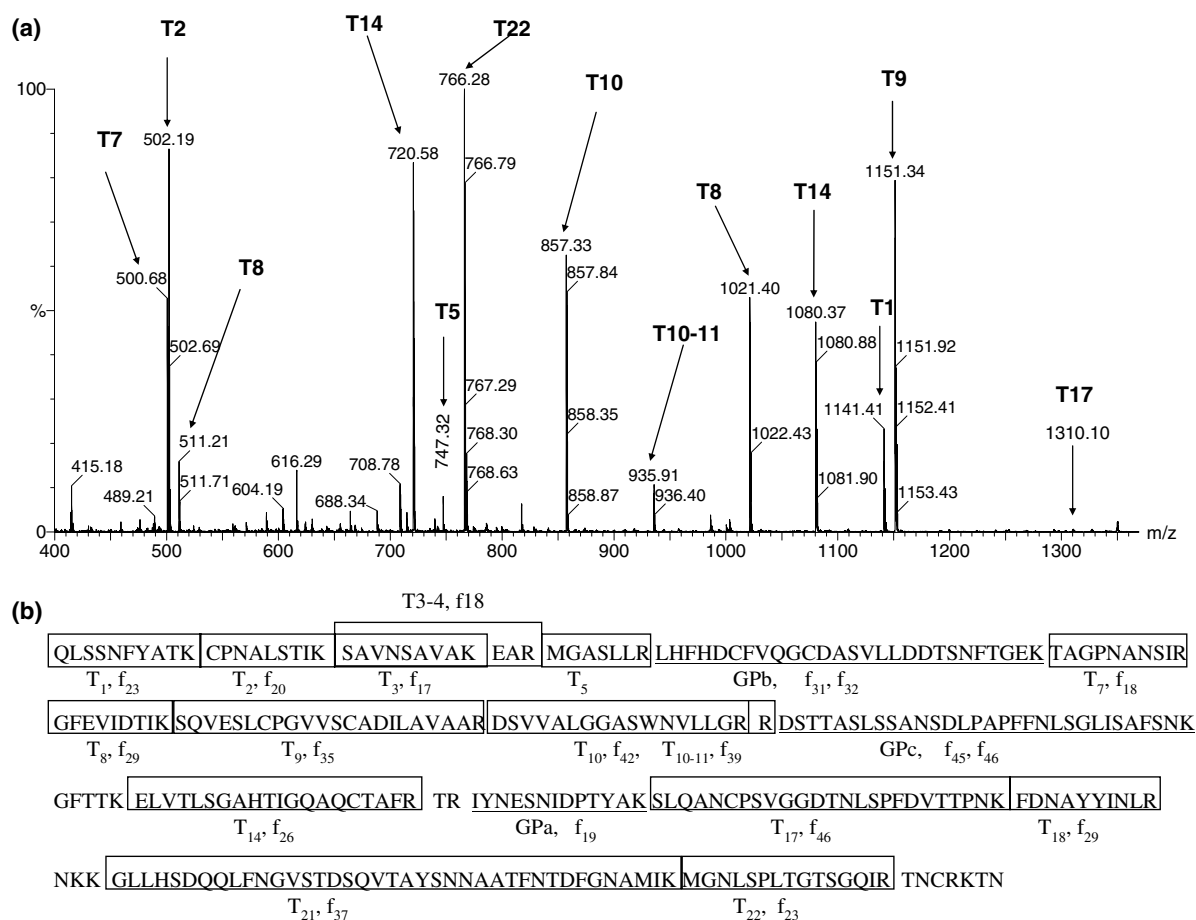 (a)
T2
T14
T22
T10
T9
T7
T8
T5
T10-11
T8
T14
T1
T17
100
%
0
766.28
502.19
720.58
766.79
1151.34
857.33
500.68
857.84
1021.40
1080.37
502.69
1080.88
1151.92
747.32
767.29
858.35
1141.41
1152.41
1310.10
511.21
768.30
1022.43
415.18
616.29
708.78
935.91
511.71
768.63
1081.90
489.21
604.19
688.34
858.87
936.40
1153.43
400 500 600 700 800 900 1000 1100 1200 1300 m/z
(b)
T3-4, f18
QLSSNFYATK CPNALSTIK SAVNSAVAK EAR MGASLLR LHFHDCFVQGCDASVLLDDTSNFTGEK TAGPNANSIR
T1, f23 T2, f20 T3, f17 T5 GPb, f31, f32 T7, f18
GFEVIDTIK SQVESLCPGVVSCADILAVAAR DSVVALGGASWNVLLGR R DSTTASLSSANSDLPAPFFNLSGLISAFSNK
T8, f29 T9, f35 T10, f42, T10-11, f39 GPc, f45, f46
GFTTK ELVTLSGAHTIGQAQCTAFR TR IYNESNIDPTYAK SLQANCPSVGGDTNLSPFDVTTPNK FDNAYYINLR
T14, f26 GPa, f19 T17, f46 T18, f29
NKK GLLHSDQQLFNGVSTDSQVTAYSNNAATFNTDFGNAMIK MGNLSPLTGTSGQIR TNCRKTN
T21, f37 T22, f23